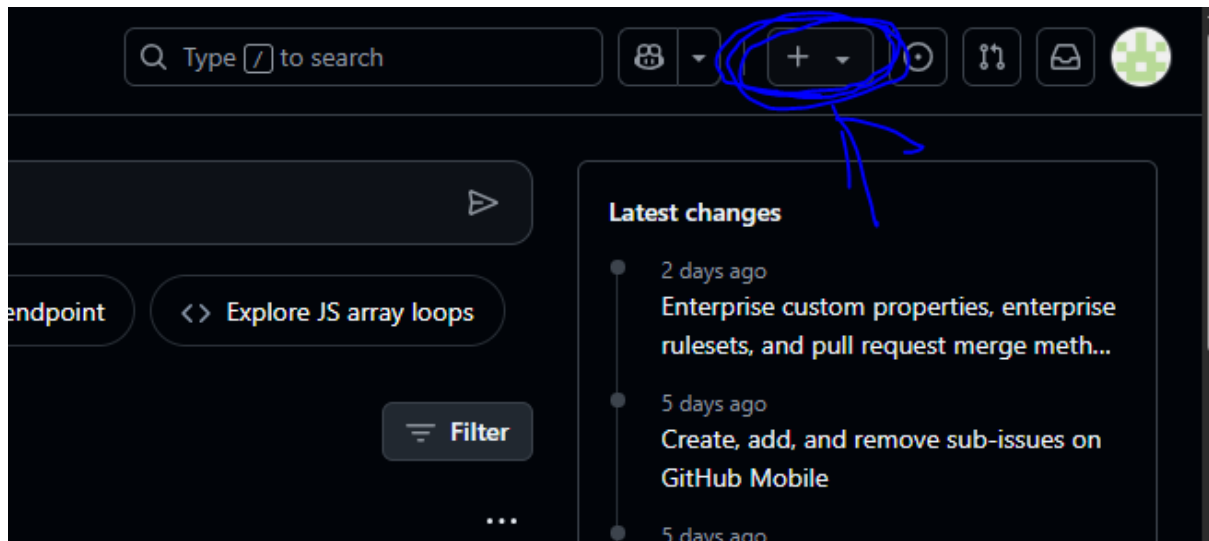 Type / to search
Latest changes
2 days ago
Enterprise custom properties, enterprise
rulesets, and pull request merge meth...
endpoint
<> Explore JS array loops
5 days ago
Create, add, and remove sub-issues on
GitHub Mobile
Filter
5 days ago